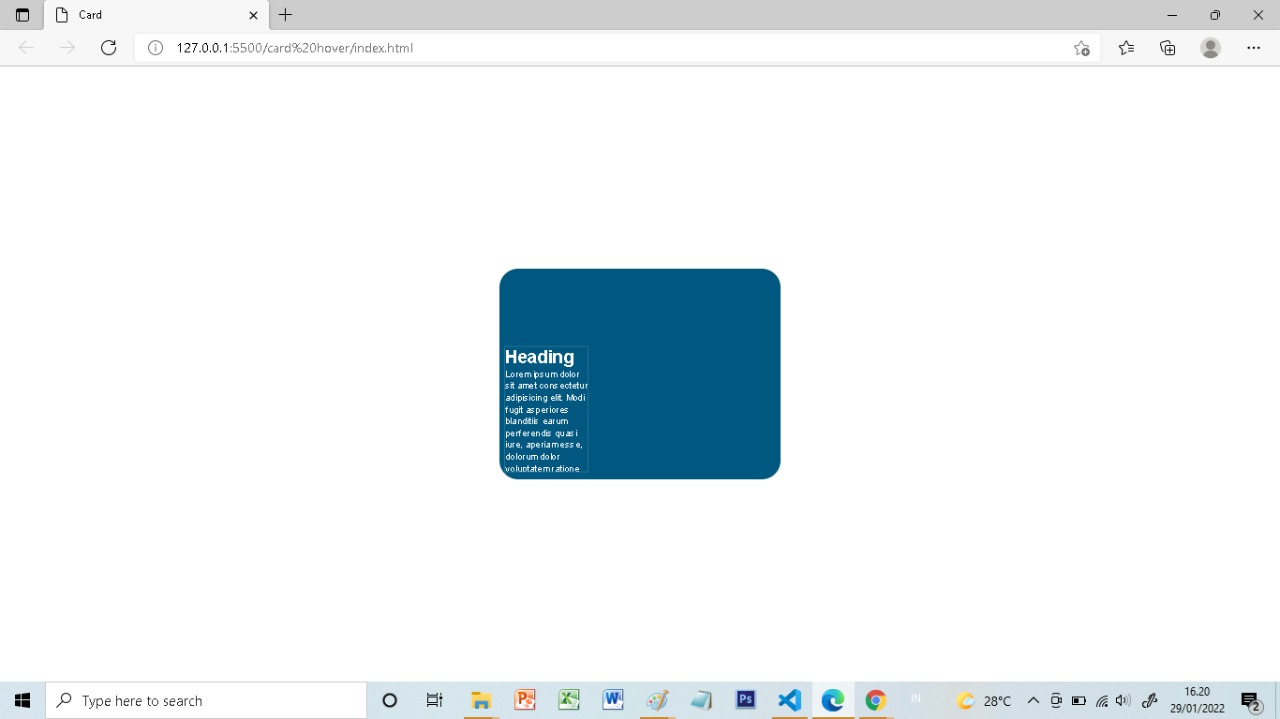 Card
127.0.0.1:5500/card%20hover/index.html
Heading
Lorem ipsum dolor
sit amet consectetur
adipisicing elit. Modi
fugit asperiores
blanditiis earum
perferendis quasi
iure, aperiam esse,
dolorum dolor
voluptatem ratione
Type here to search
Ps
IN
28°C
16.20
29/01/2022
2